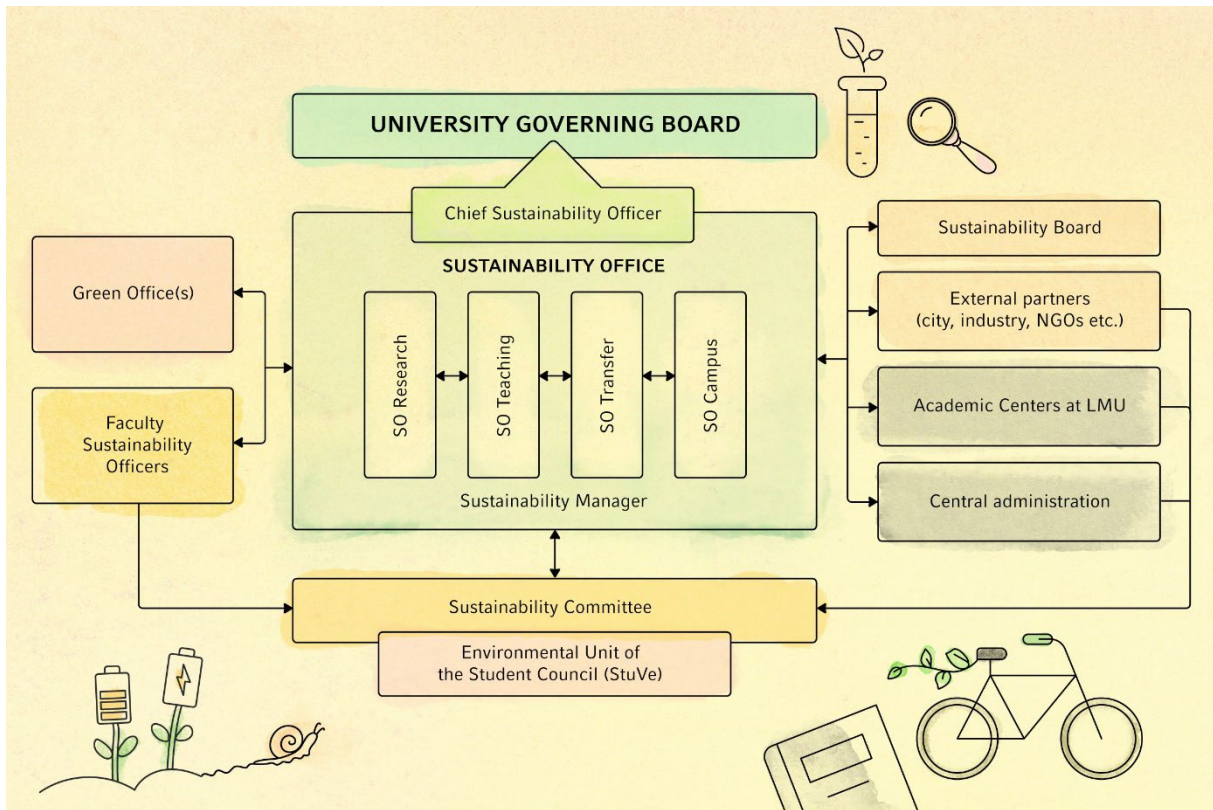 UNIVERSITY GOVERNING BOARD
Chief Sustainability Officer
SUSTAINABILITY OFFICE
SO Research
SO Teaching
SO Transfer
SO Campus
Sustainability Manager
Green Office(s)
Faculty
Sustainability
Officers
Sustainability Board
External partners
(city, industry, NGOs etc.)
Academic Centers at LMU
Central administration
Sustainability Committee
Environmental Unit of
the Student Council (StuVe)